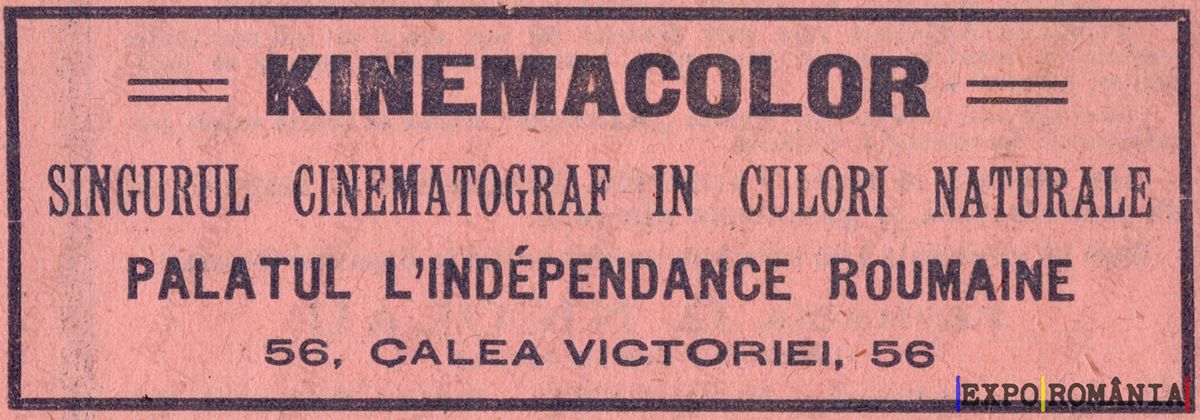 KINEMACOLOR
SINGURUL CINEMATOGRAF IN CULORI NATURALE
PALATUL L'INDÉPENDANCE ROUMAINE
56, CALEA VICTORIEI, 56
EXPO ROMÂNIA